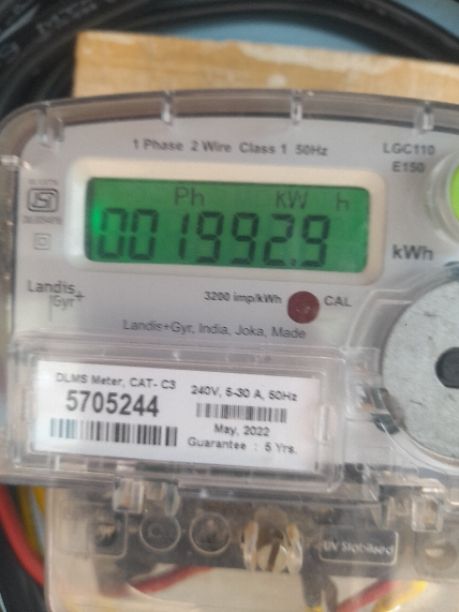 1 Phase 2 Wire Class 1 50Hz
LGC110
E150
Ph kW h
001992.9
kWh
Landis
Gyr+
3200 imp/kWh
CAL
Landis+Gyr, India, Joka, Made
DLMS Meter, CAT- C3
5705244
240V, 5-30 A, 50Hz
May, 2022
Guarantee : 5 Yrs.
UV Stabilised